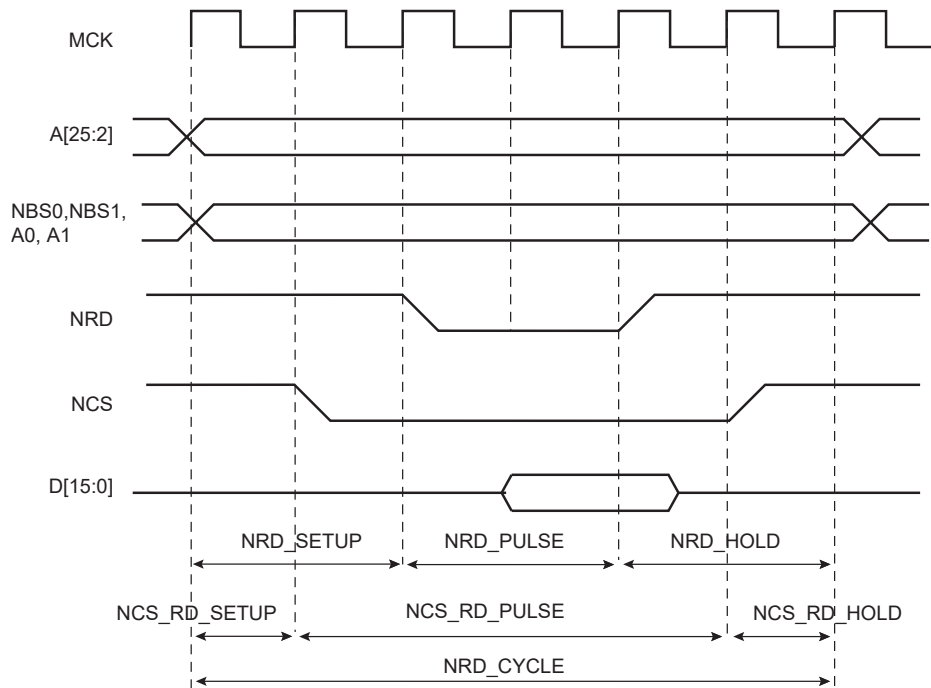 MCK
A[25:2]
NBS0,NBS1,
A0, A1
NRD
NCS
D[15:0]
NRD_SETUP NRD_PULSE NRD_HOLD
NCS_RD_SETUP NCS_RD_PULSE NCS_RD_HOLD
NRD_CYCLE